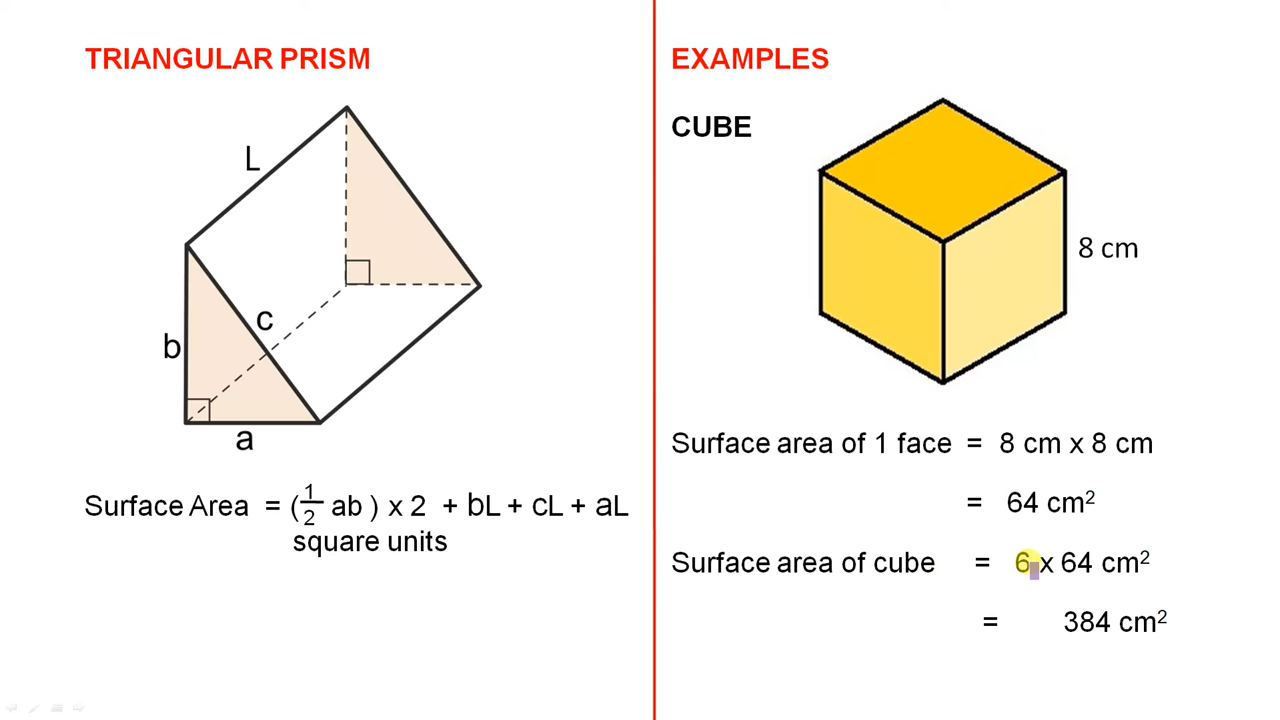 TRIANGULAR PRISM
L
b
c
a
Surface Area = (1/2 ab ) x 2 + bL + cL + aL
square units
EXAMPLES
CUBE
8 cm
Surface area of 1 face = 8 cm x 8 cm
= 64 cm²
Surface area of cube = 6 x 64 cm²
= 384 cm²